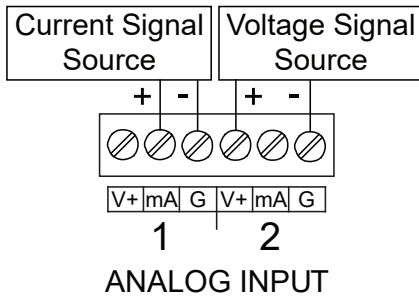 Current Signal
Source
Voltage Signal
Source
+ - + -
V+ mA G V+ mA G
1 2
ANALOG INPUT